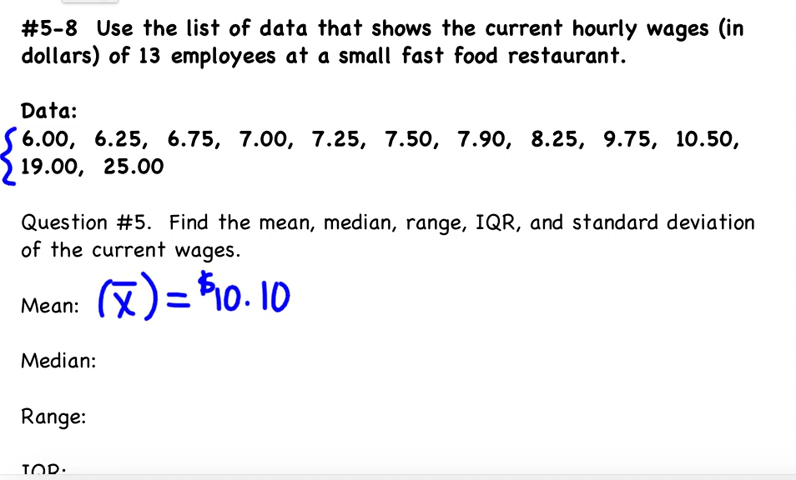 #5-8 Use the list of data that shows the current hourly wages (in
dollars) of 13 employees at a small fast food restaurant.
Data:
6.00, 6.25, 6.75, 7.00, 7.25, 7.50, 7.90, 8.25, 9.75, 10.50,
19.00, 25.00
Question #5. Find the mean, median, range, IQR, and standard deviation
of the current wages.
Mean: (x̅) = $10.10
Median:
Range:
IQR: